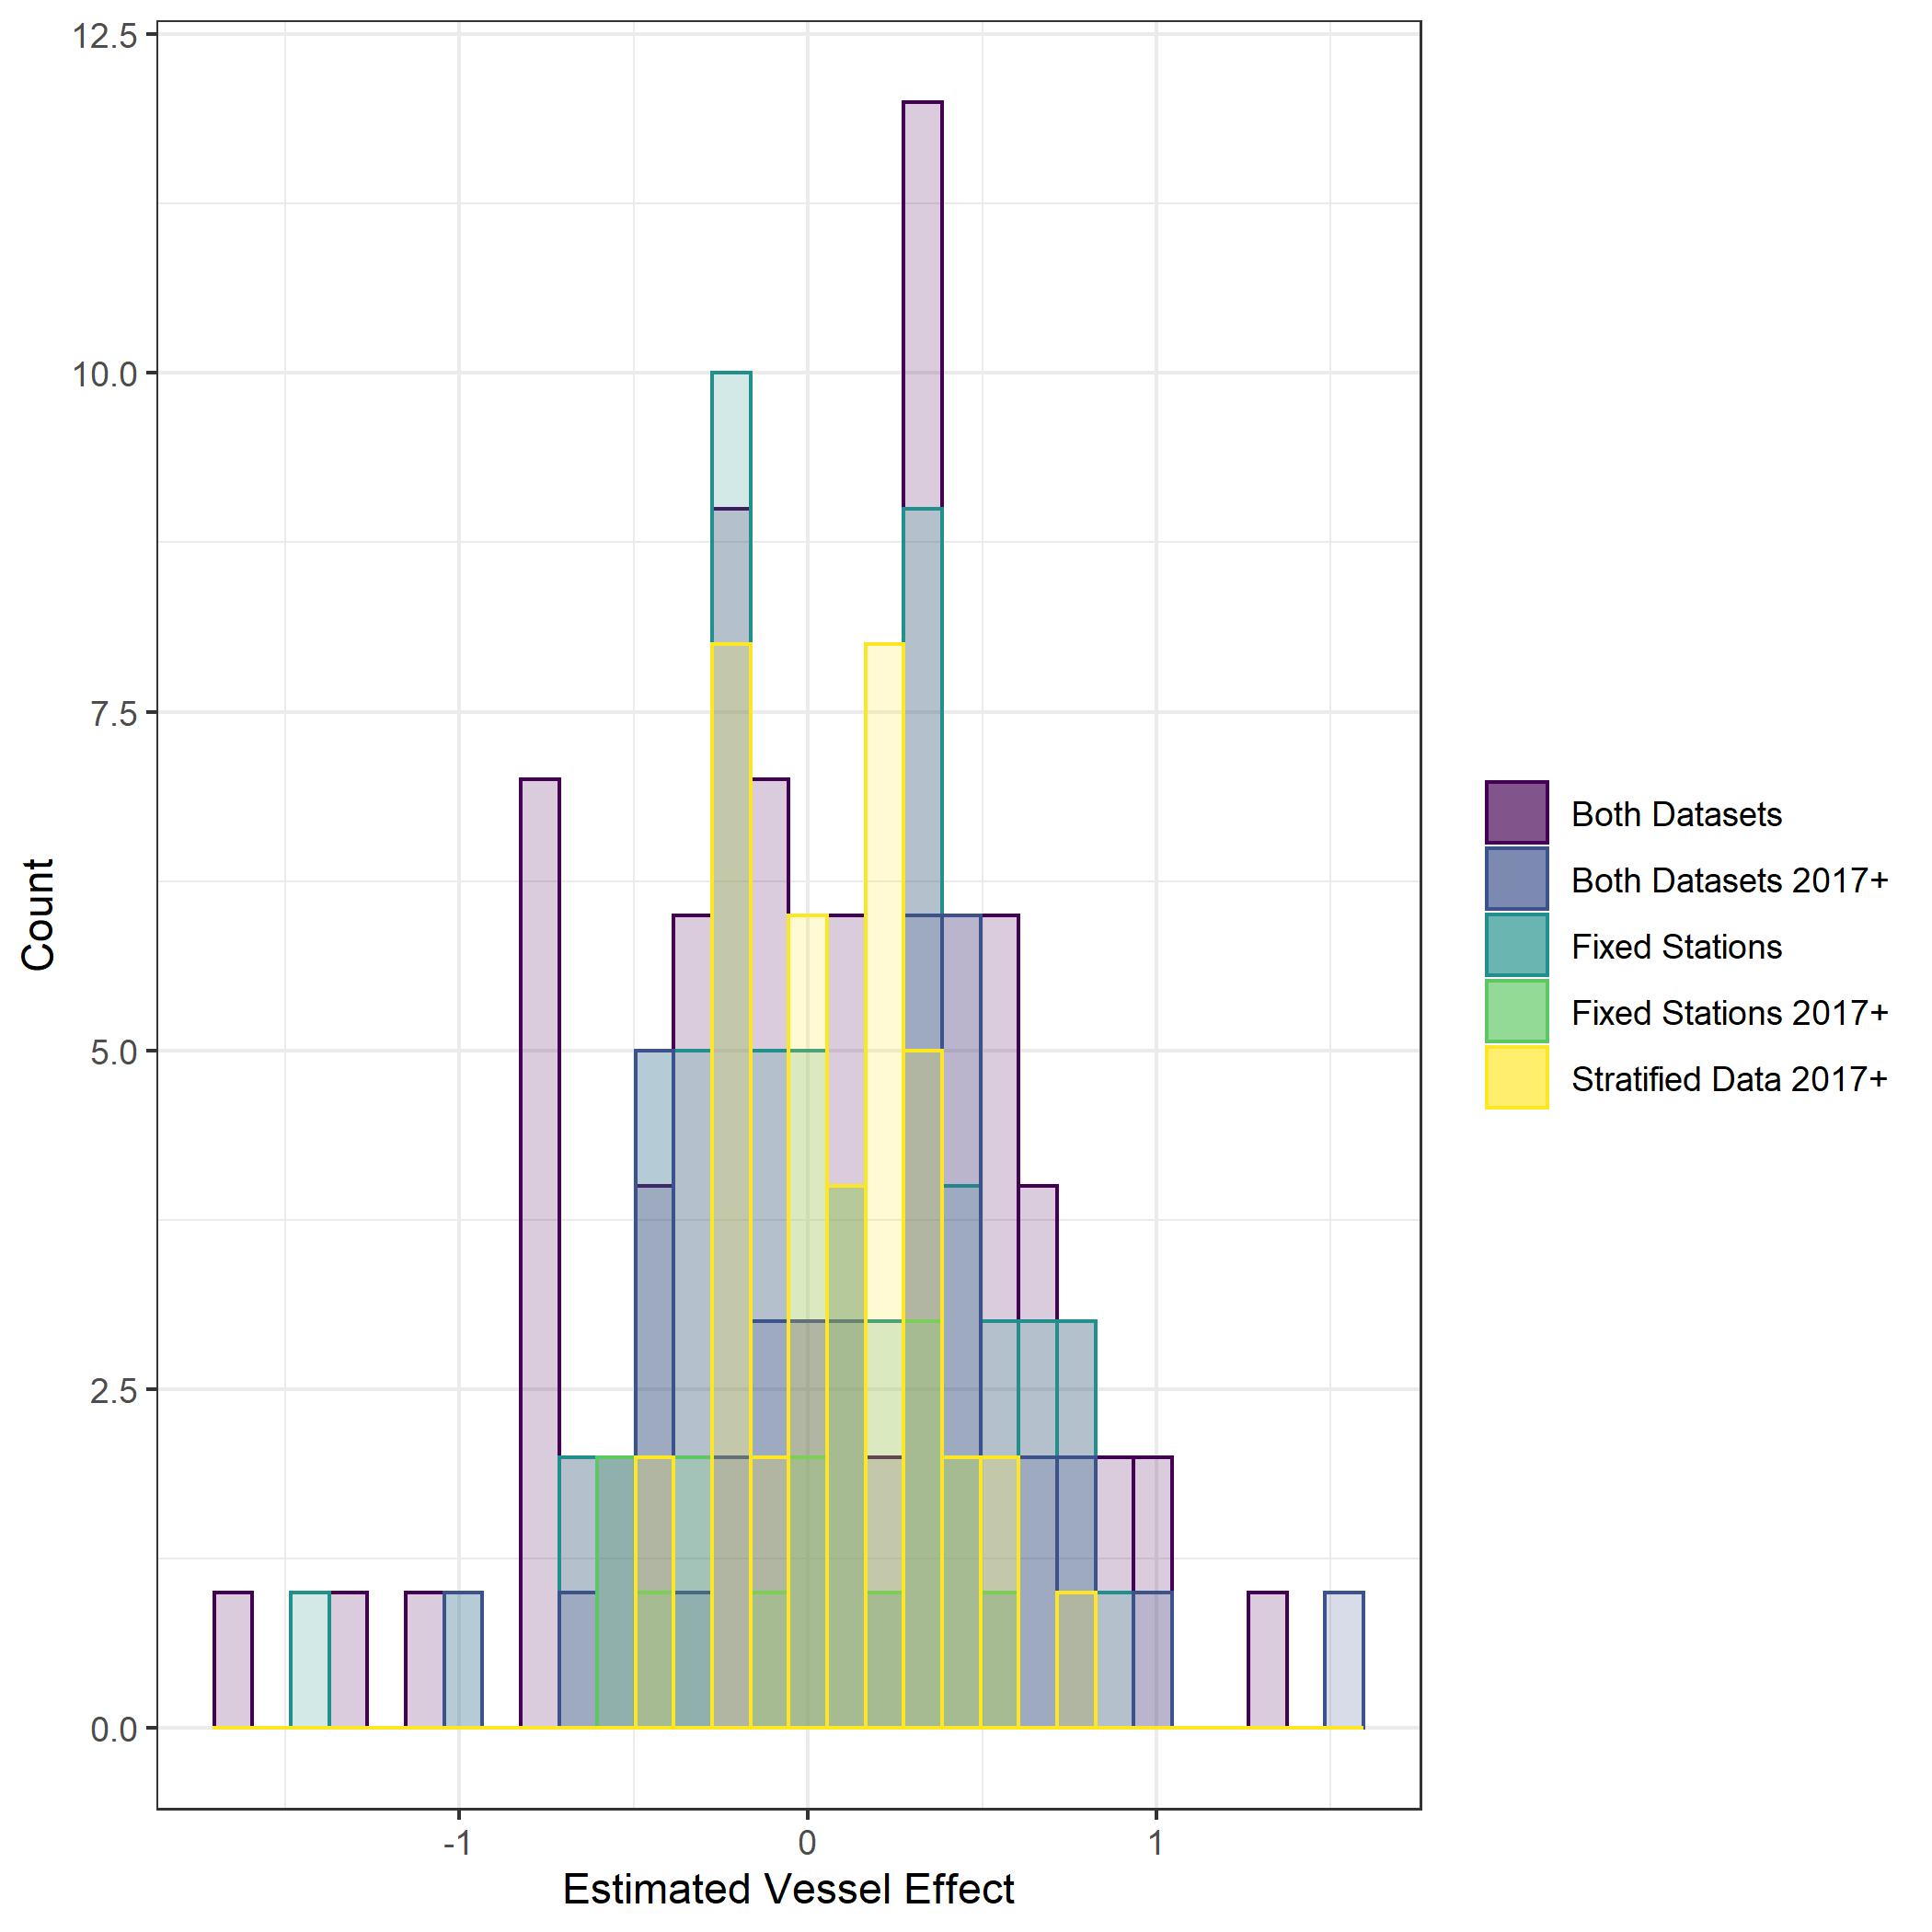 12.5
10.0
7.5
5.0
2.5
0.0
Count
-1
0
1
Estimated Vessel Effect
Both Datasets
Both Datasets 2017+
Fixed Stations
Fixed Stations 2017+
Stratified Data 2017+